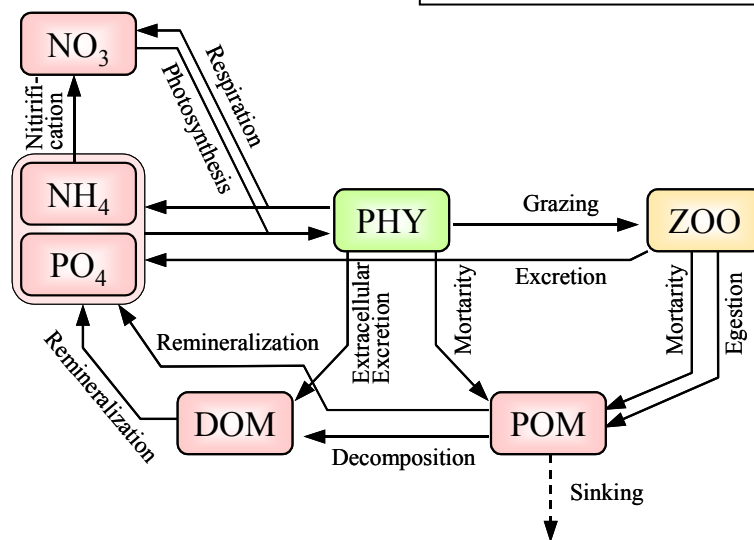 NO3
Respiration
Photosynthesis
Nitirifi-
cation
NH4
PO4
PHY
Grazing
ZOO
Excretion
Extracellular
Excretion
Mortarity
Mortarity
Egestion
Remineralization
Remineralization
DOM
Decomposition
POM
Sinking